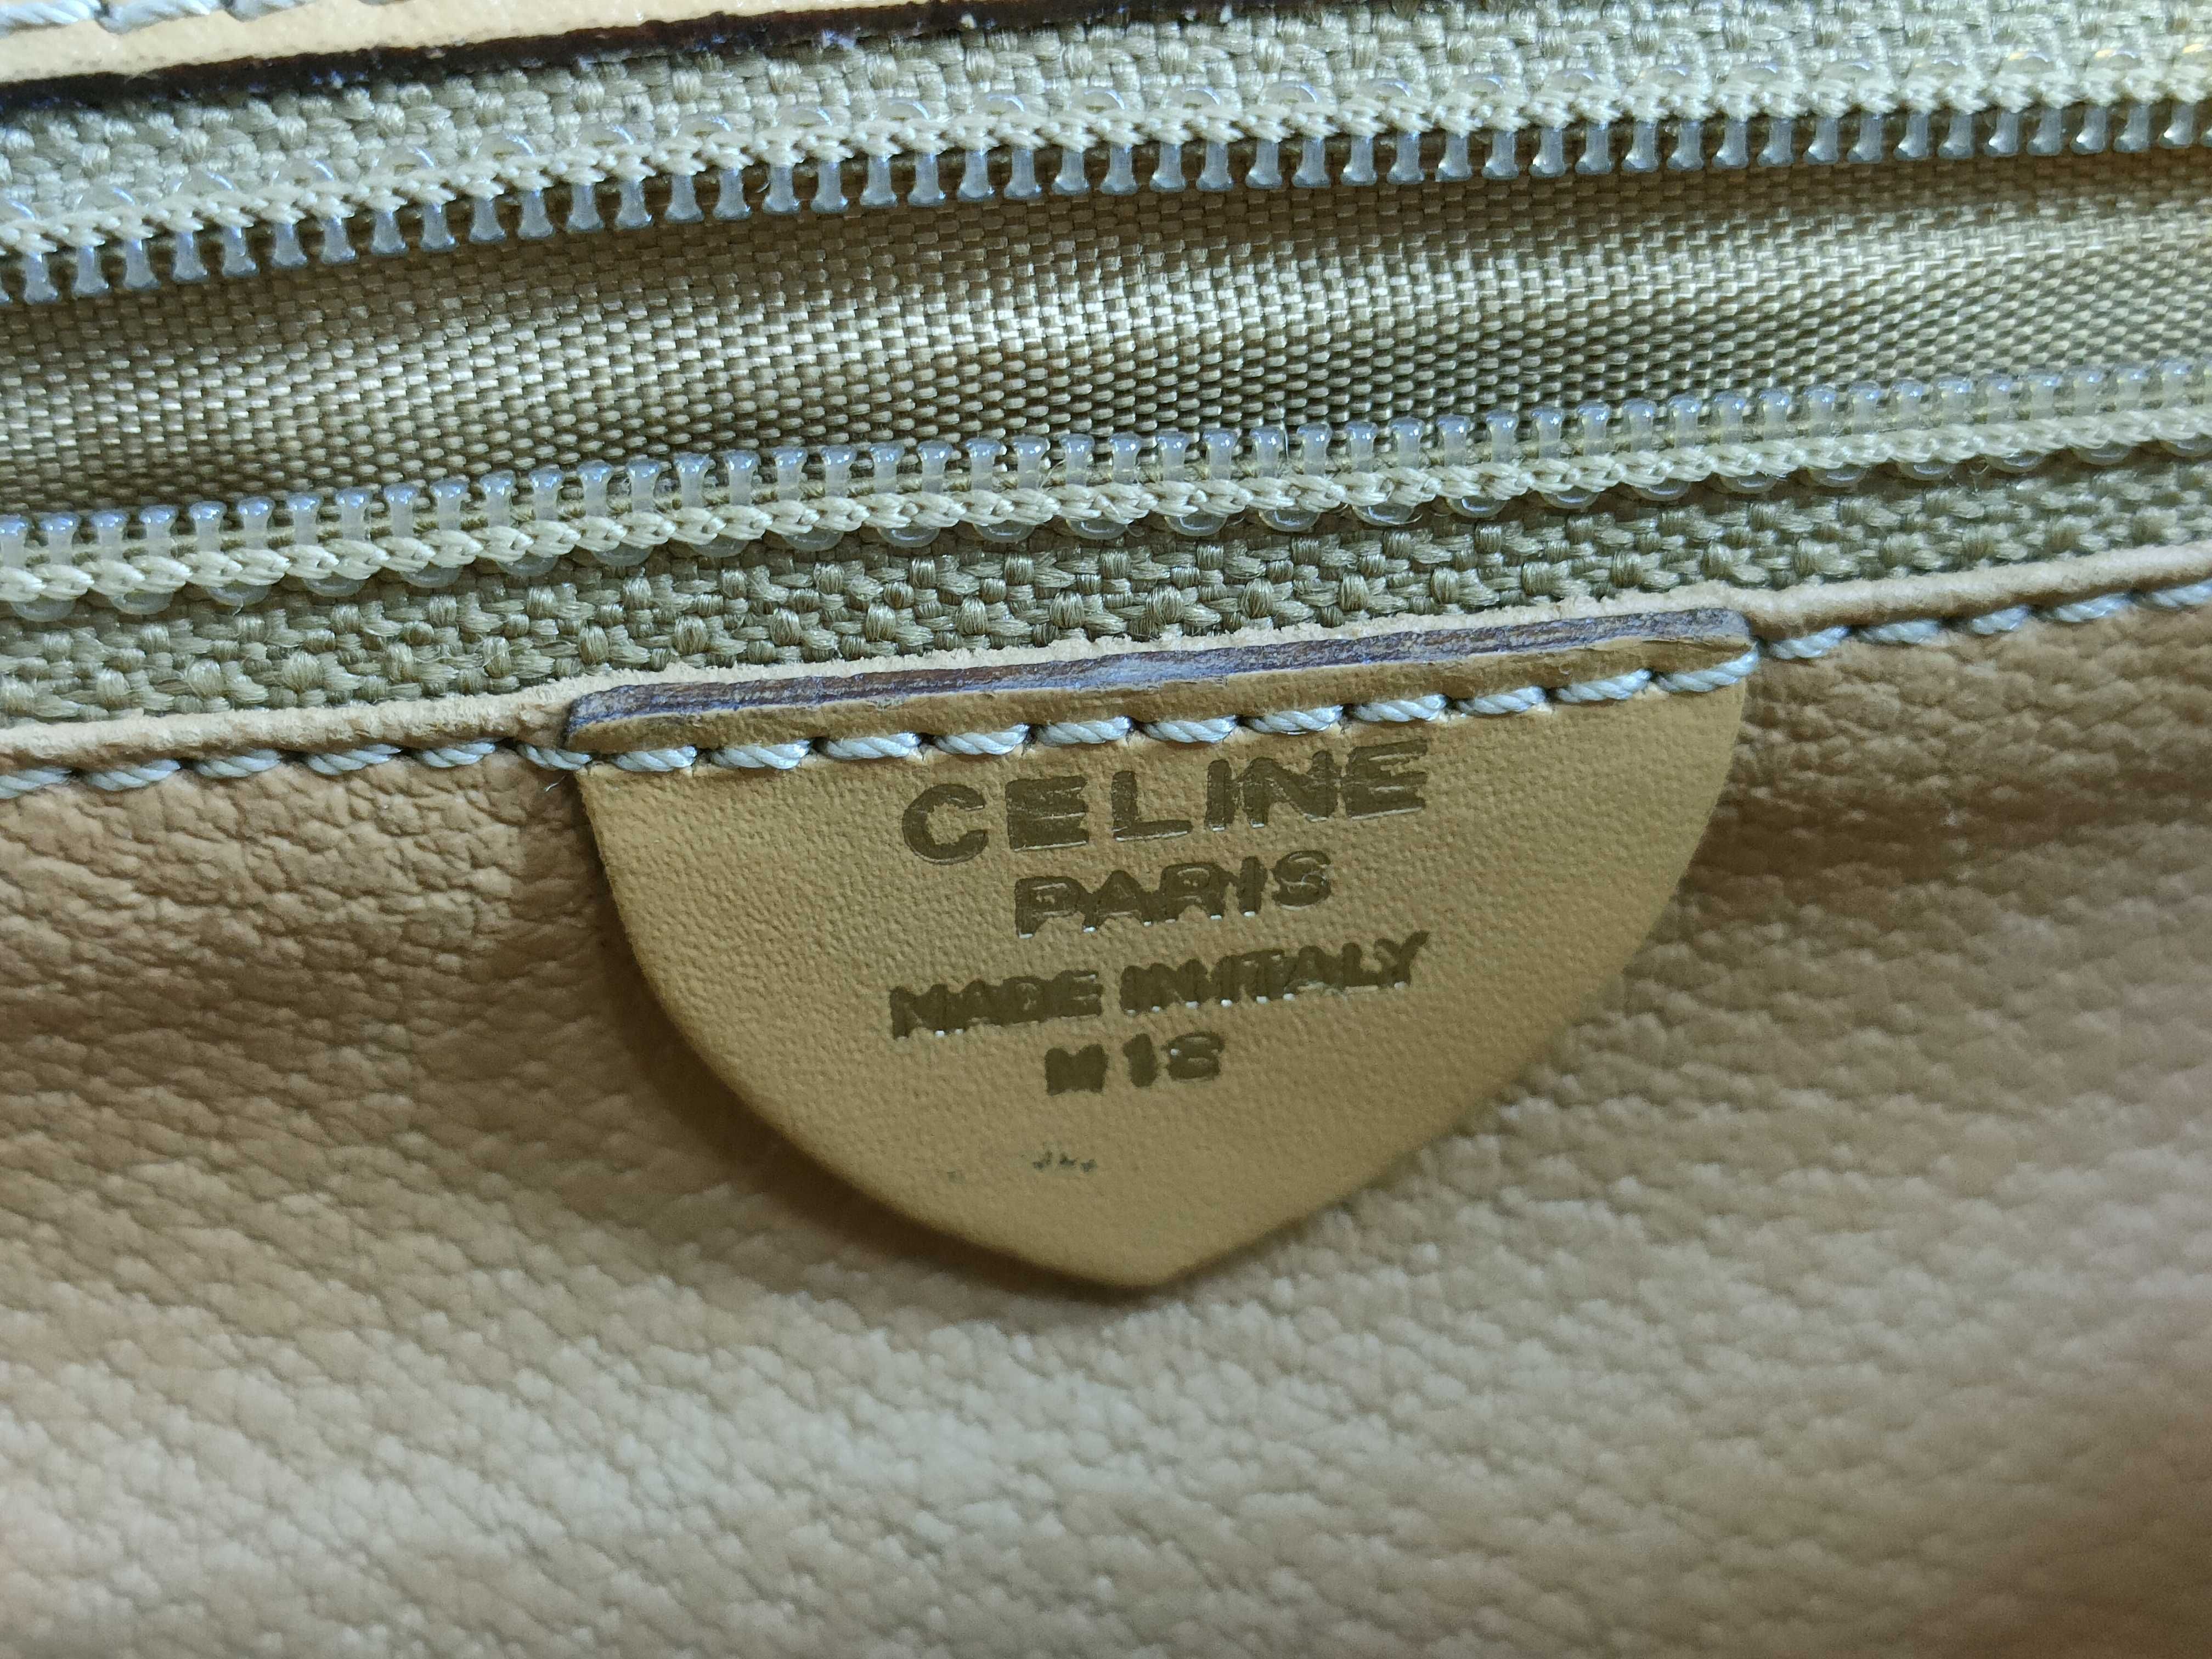 CELINE
PARIS
MADE IN ITALY
M18